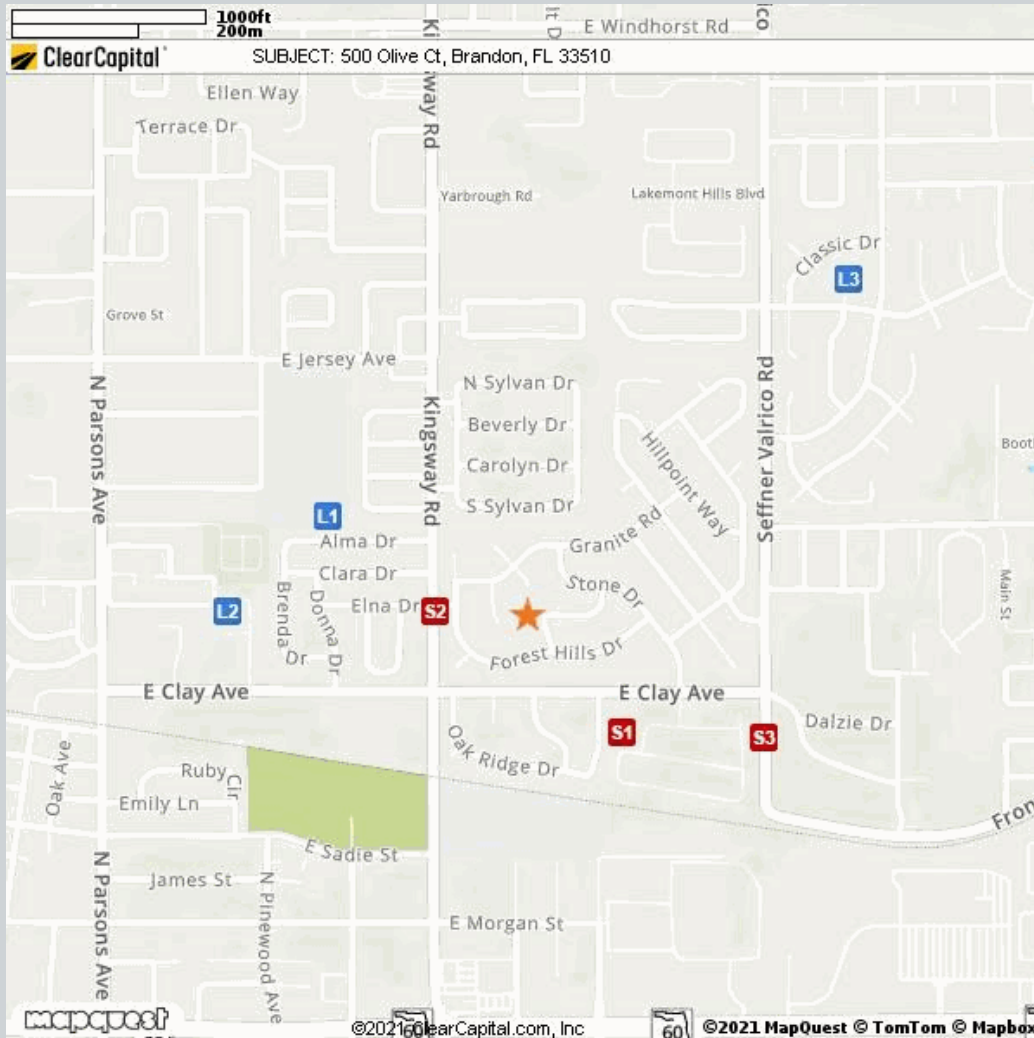 1000ft
200m
lt D
E Windhorst Rd
ClearCapital
SUBJECT: 500 Olive Ct, Brandon, FL 33510
Ellen Way
Terrace Dr
Yarbrough Rd
Lakemont Hills Blvd
Classic Dr
L3
Grove St
E Jersey Ave
N Sylvan Dr
Beverly Dr
Carolyn Dr
S Sylvan Dr
N Parsons Ave
Kingsway Rd
Hillpoint Way
Seffner Valrico Rd
L1
Alma Dr
Granite Rd
Clara Dr
Stone Dr
Elna Dr
S2
L2
Brenda Dr
Donna Dr
Main St
Forest Hills Dr
E Clay Ave
E Clay Ave
S1
S3
Dalzie Dr
Oak Ridge Dr
Oak Ave
Ruby Cir
Emily Ln
E Sadie St
James St
N Parsons Ave
N Pinewood Ave
E Morgan St
mapquest
60
©2021 ClearCapital.com, Inc
60
©2021 MapQuest © TomTom © Mapbox